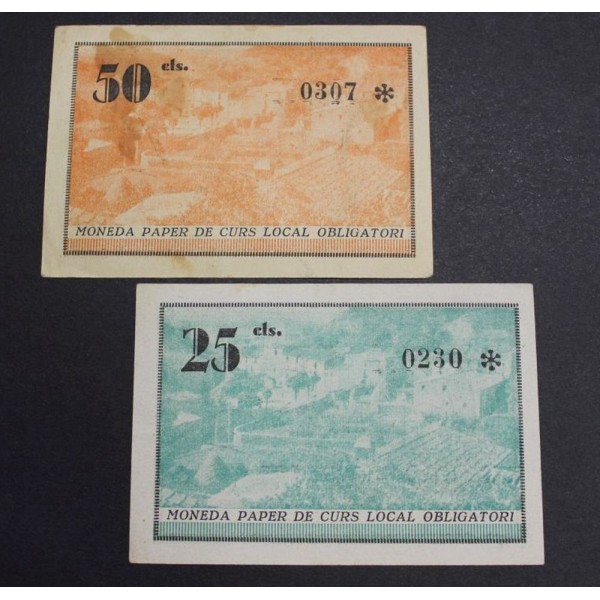 50 cts. 0307 *
MONEDA PAPER DE CURS LOCAL OBLIGATORI
25 cts. 0230 *
MONEDA PAPER DE CURS LOCAL OBLIGATORI